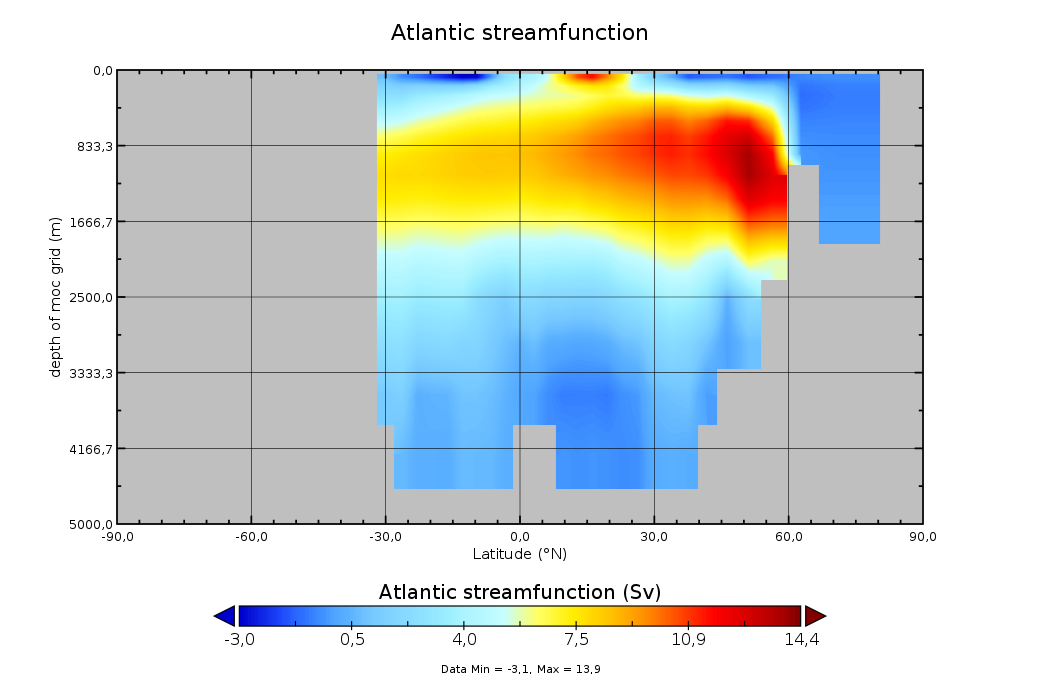 Atlantic streamfunction
0,0
833,3
1666,7
2500,0
3333,3
4166,7
5000,0
depth of moc grid (m)
-90,0 -60,0 -30,0 0,0 30,0 60,0 90,0
Latitude (°N)
Atlantic streamfunction (Sv)
-3,0 0,5 4,0 7,5 10,9 14,4
Data Min = -3,1, Max = 13,9